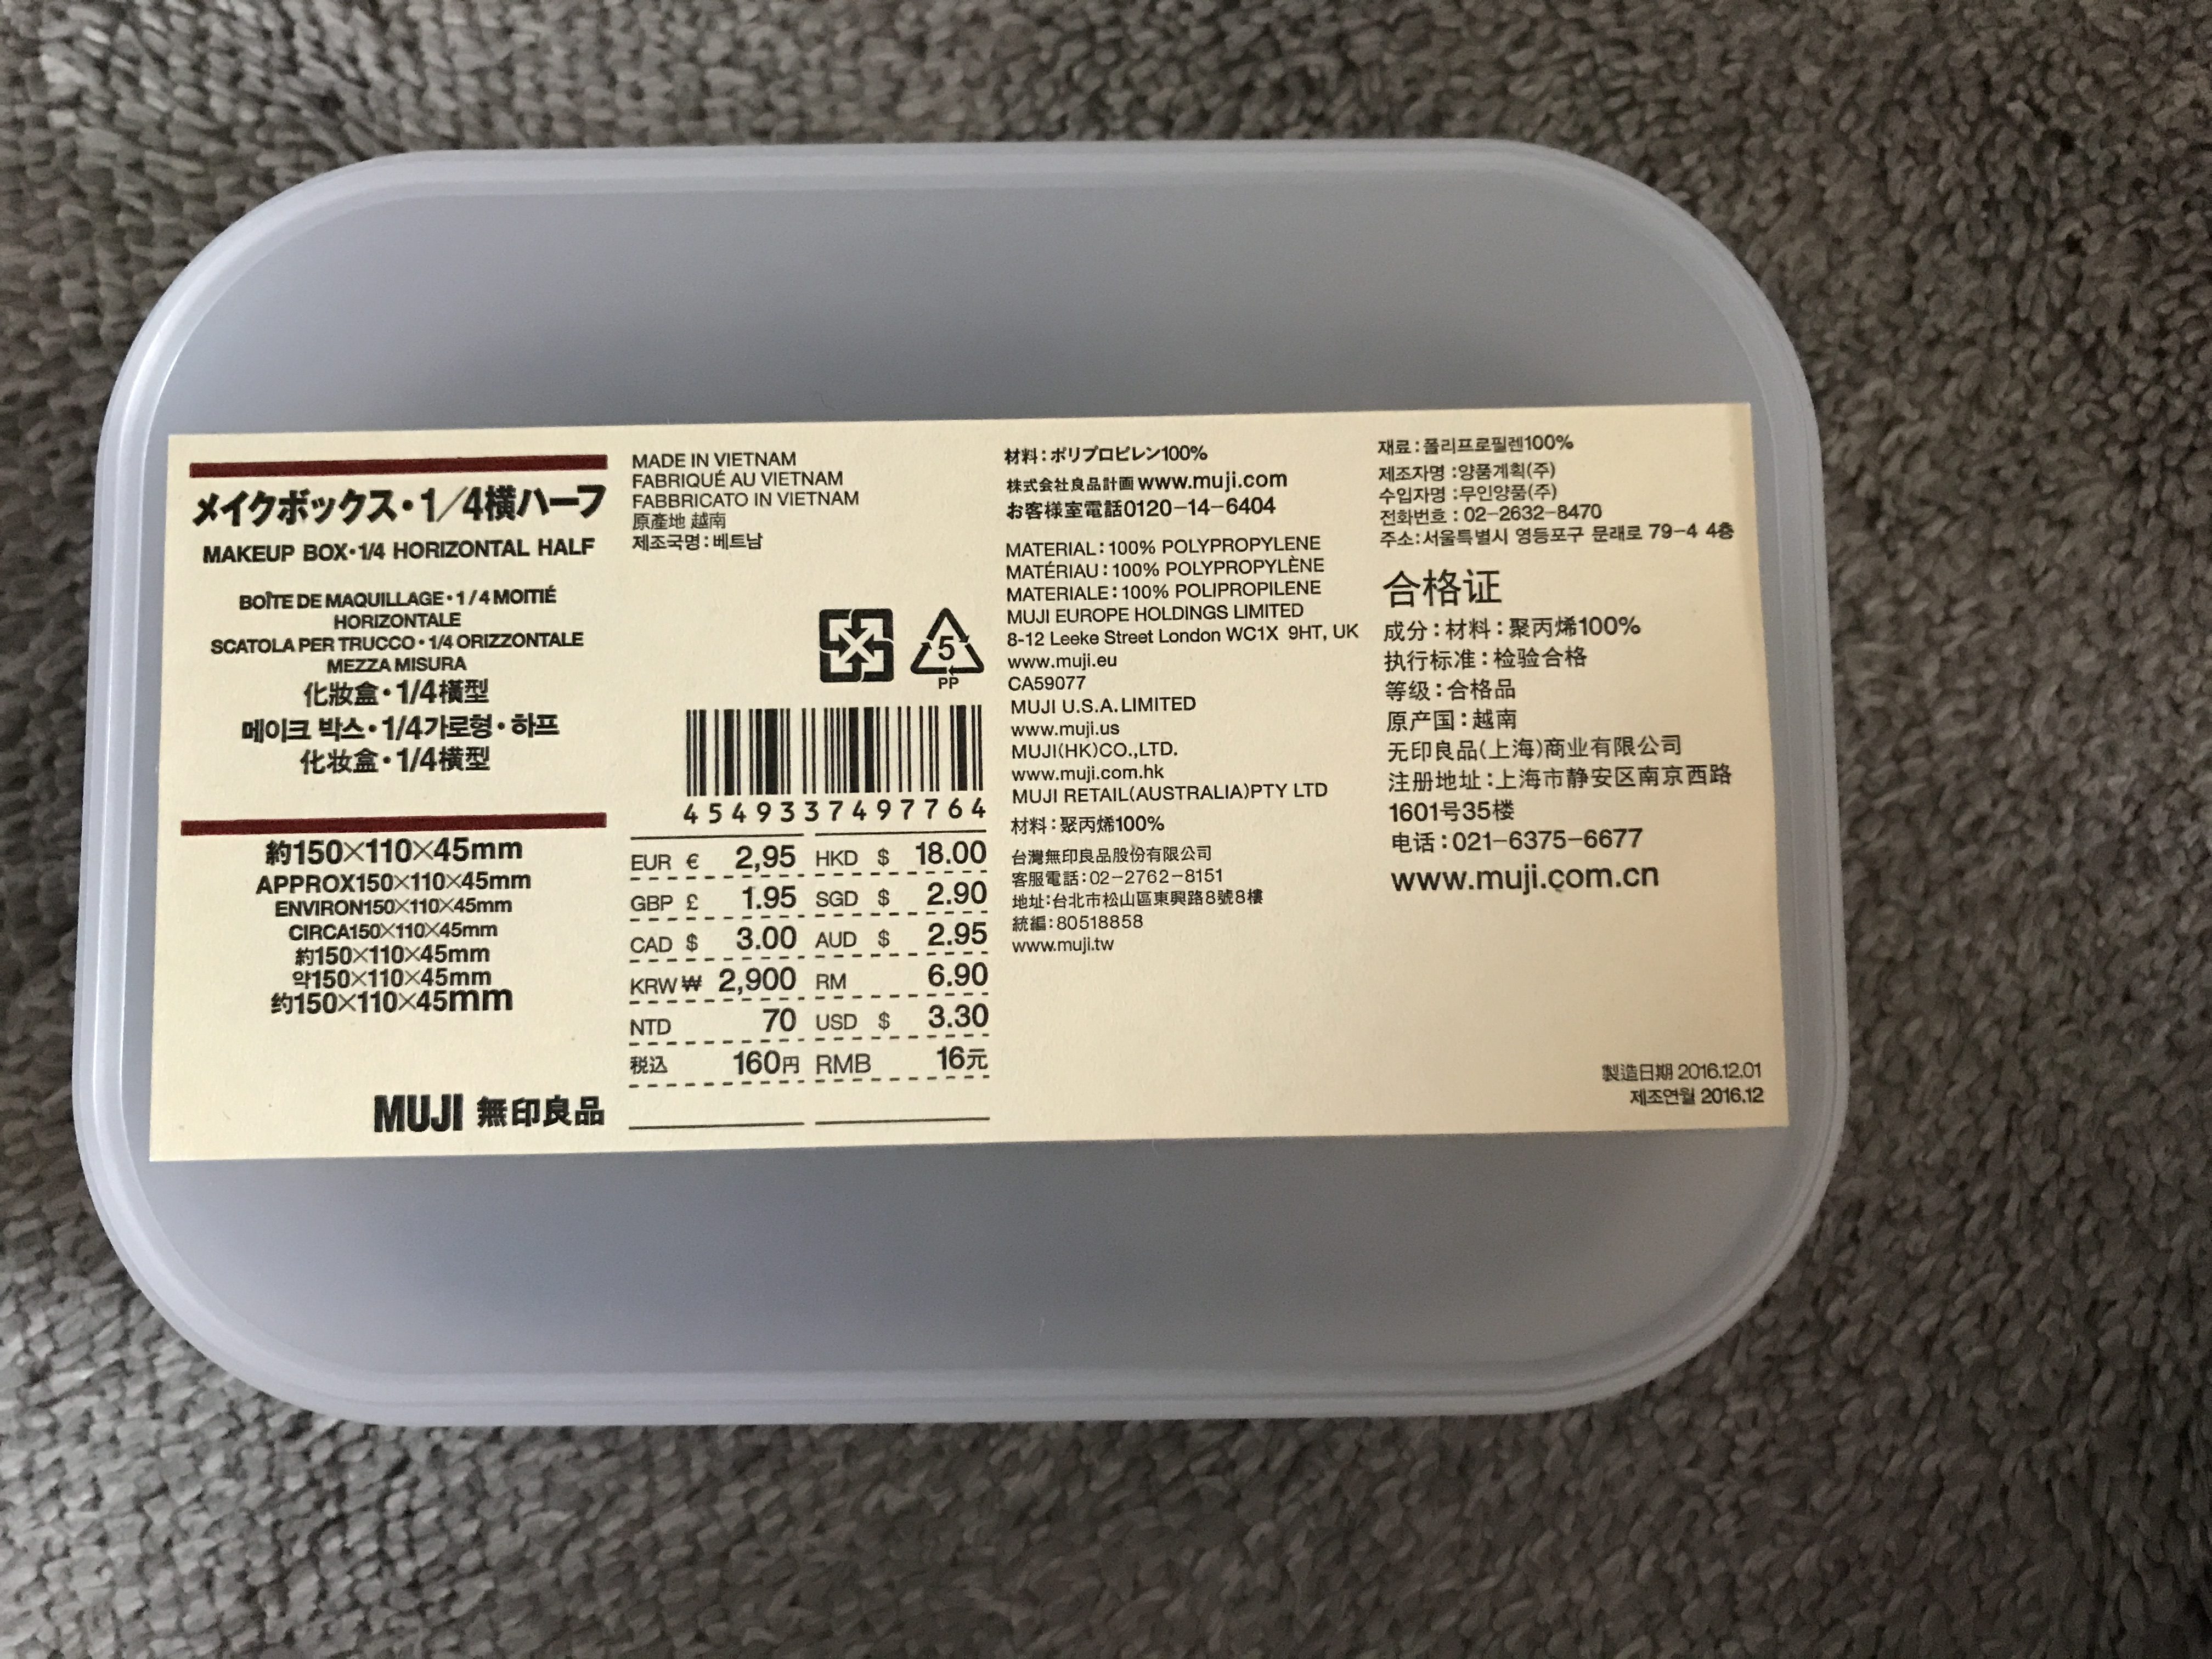 メイクボックス・1/4横ハーフ
MAKEUP BOX・1/4 HORIZONTAL HALF
BOÎTE DE MAQUILLAGE・1/4 MOITIÉ
HORIZONTALE
SCATOLA PER TRUCCO・1/4 ORIZZONTALE
MEZZA MISURA
化妝盒・1/4橫型
메이크 박스・1/4가로형・하프
化妆盒・1/4横型
約150×110×45mm
APPROX150×110×45mm
ENVIRON150×110×45mm
CIRCA150×110×45mm
約150×110×45mm
약150×110×45mm
约150×110×45mm
MUJI 無印良品
MADE IN VIETNAM
FABRIQUÉ AU VIETNAM
FABBRICATO IN VIETNAM
原產地 越南
제조국명:베트남
5
PP
4549337497764
EUR € 2,95 HKD $ 18.00
GBP £ 1.95 SGD $ 2.90
CAD $ 3.00 AUD $ 2.95
KRW ₩ 2,900 RM 6.90
NTD 70 USD $ 3.30
税込 160円 RMB 16元
材料:ポリプロピレン100%
株式会社良品計画 www.muji.com
お客様室電話0120-14-6404
MATERIAL:100% POLYPROPYLENE
MATÉRIAU:100% POLYPROPYLÈNE
MATERIALE:100% POLIPROPILENE
MUJI EUROPE HOLDINGS LIMITED
8-12 Leeke Street London WC1X 9HT, UK
www.muji.eu
CA59077
MUJI U.S.A. LIMITED
www.muji.us
MUJI(HK)CO.,LTD.
www.muji.com.hk
MUJI RETAIL(AUSTRALIA)PTY LTD
材料:聚丙烯100%
台灣無印良品股份有限公司
客服電話:02-2762-8151
地址:台北市松山區東興路8號8樓
統編:80518858
www.muji.tw
재료:폴리프로필렌100%
제조자명:양품계획(주)
수입자명:무인양품(주)
전화번호:02-2632-8470
주소:서울특별시 영등포구 문래로 79-4 4층
合格证
成分:材料:聚丙烯100%
执行标准:检验合格
等级:合格品
原产国:越南
无印良品(上海)商业有限公司
注册地址:上海市静安区南京西路
1601号35楼
电话:021-6375-6677
www.muji.com.cn
製造日期 2016.12.01
제조연월 2016.12